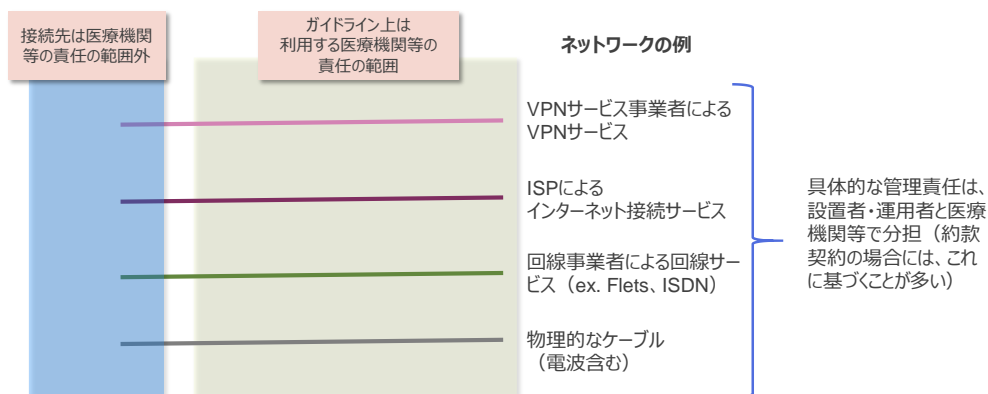 接続先は医療機関
等の責任の範囲外
ガイドライン上は
利用する医療機関等の
責任の範囲
ネットワークの例
VPNサービス事業者による
VPNサービス
ISPによる
インターネット接続サービス
回線事業者による回線サー
ビス（ex. Flets、ISDN）
物理的なケーブル
（電波含む）
具体的な管理責任は、
設置者・運用者と医療
機関等で分担（約款
契約の場合には、これ
に基づくことが多い）